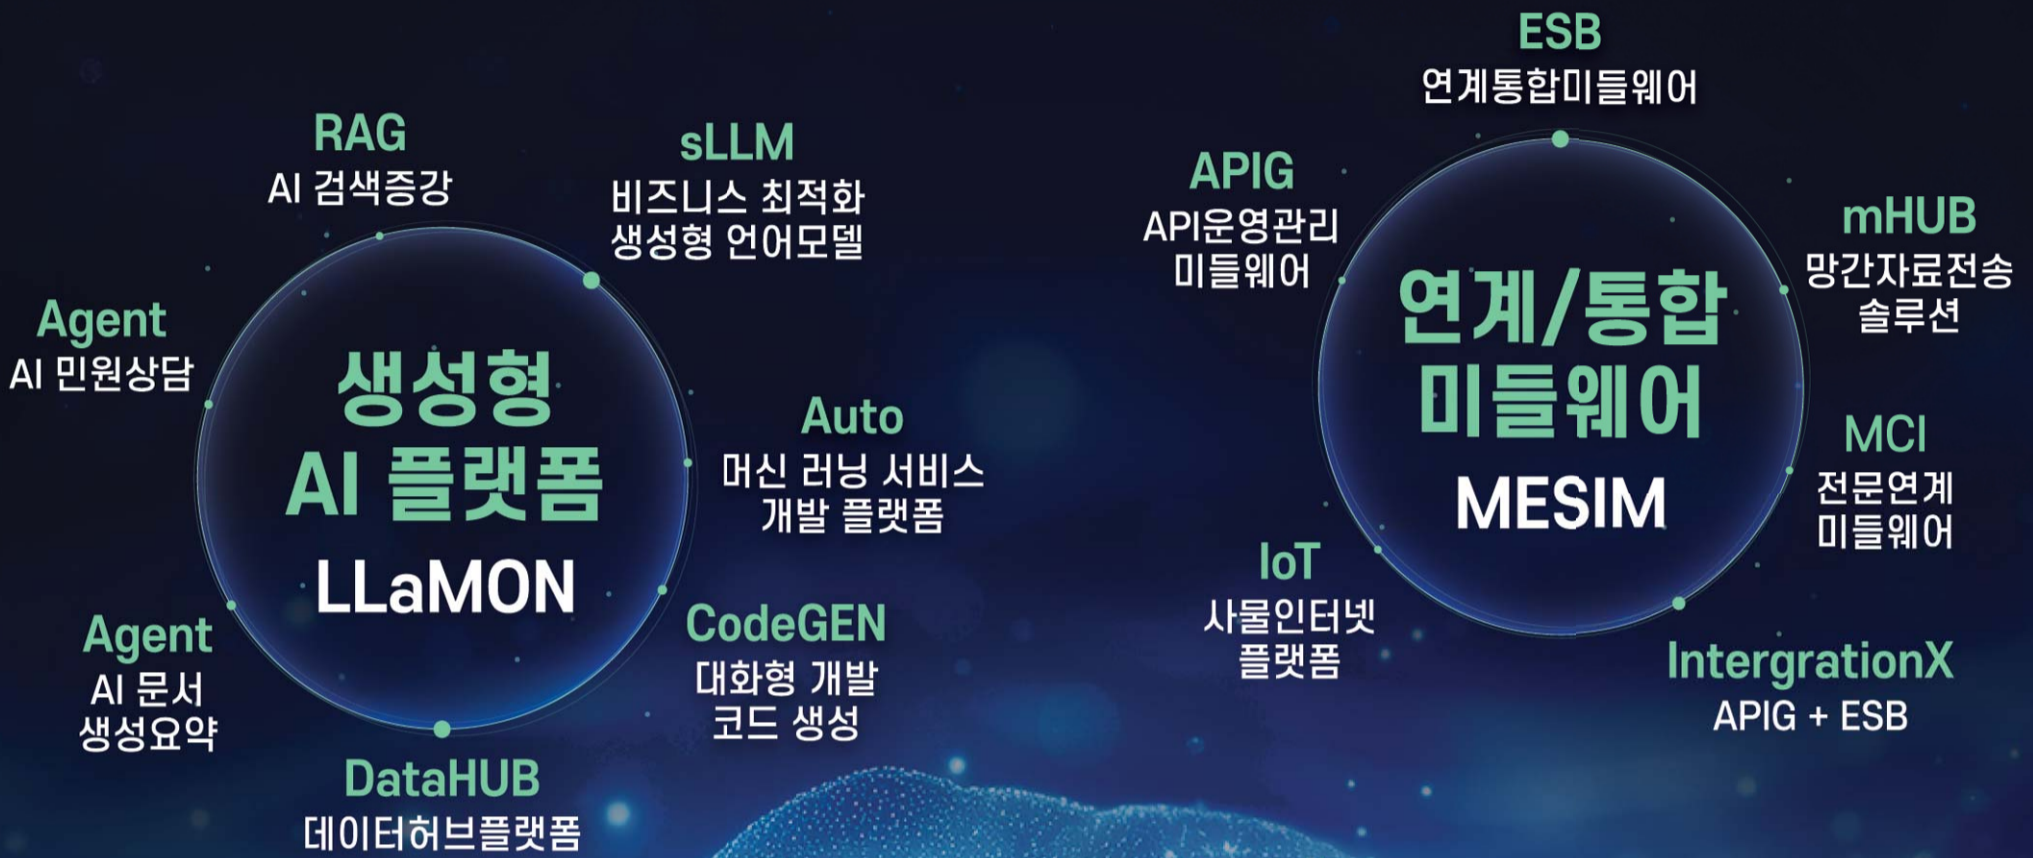 RAG
AI 검색증강
sLLM
비즈니스 최적화
생성형 언어모델
Agent
AI 민원상담
생성형
AI 플랫폼
LLaMON
Auto
머신 러닝 서비스
개발 플랫폼
Agent
AI 문서
생성요약
CodeGEN
대화형 개발
코드 생성
DataHUB
데이터허브플랫폼
ESB
연계통합미들웨어
APIG
API운영관리
미들웨어
mHUB
망간자료전송
솔루션
연계/통합
미들웨어
MESIM
MCI
전문연계
미들웨어
IoT
사물인터넷
플랫폼
IntergrationX
APIG + ESB